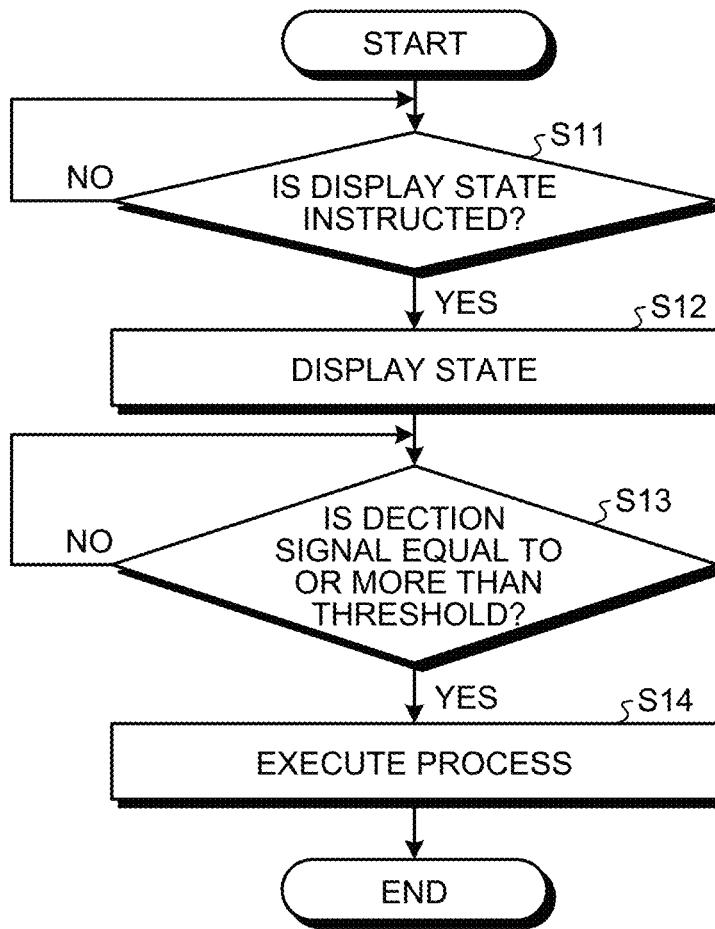 START
S11
NO
IS DISPLAY STATE
INSTRUCTED?
YES
S12
DISPLAY STATE
S13
NO
IS DECTION
SIGNAL EQUAL TO
OR MORE THAN
THRESHOLD?
YES
S14
EXECUTE PROCESS
END